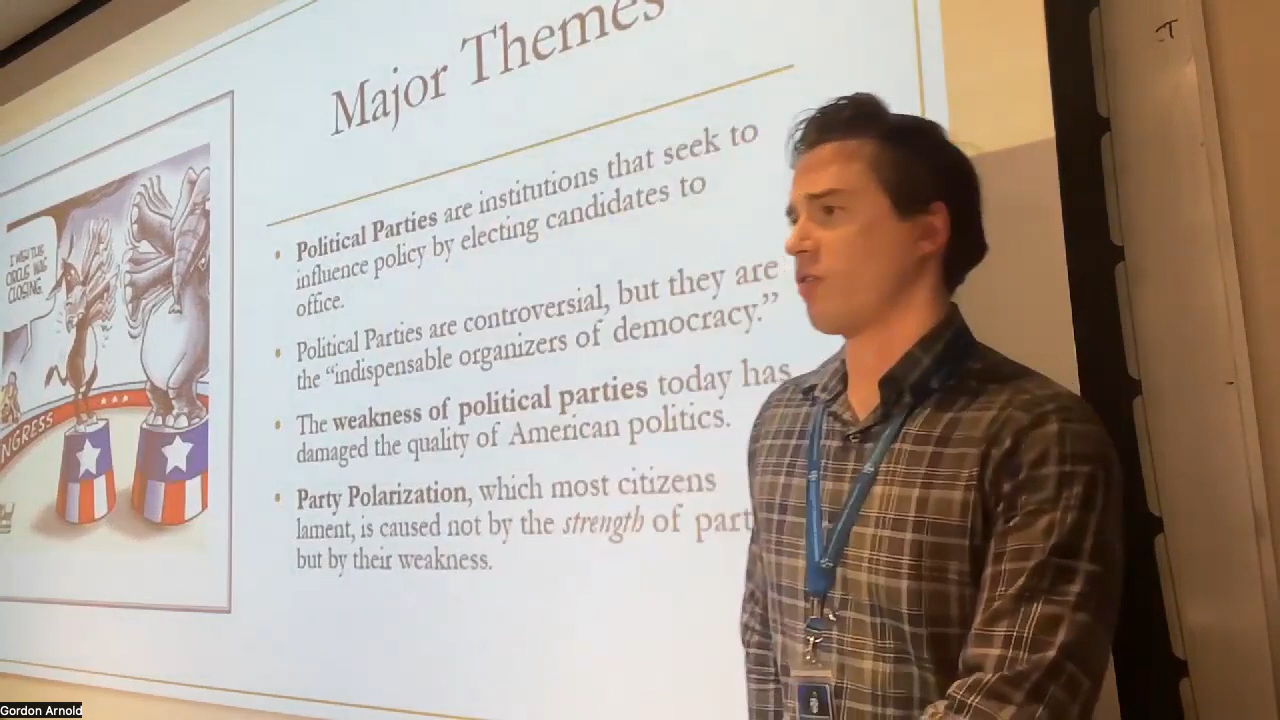 Major Themes
• Political Parties are institutions that seek to
influence policy by electing candidates to
office.
• Political Parties are controversial, but they are
the “indispensable organizers of democracy.”
• The weakness of political parties today has
damaged the quality of American politics.
• Party Polarization, which most citizens
lament, is caused not by the strength of part
but by their weakness.
I WISH THIS
CIRCUS WAS
CLOSING.
NGRESS
Gordon Arnold